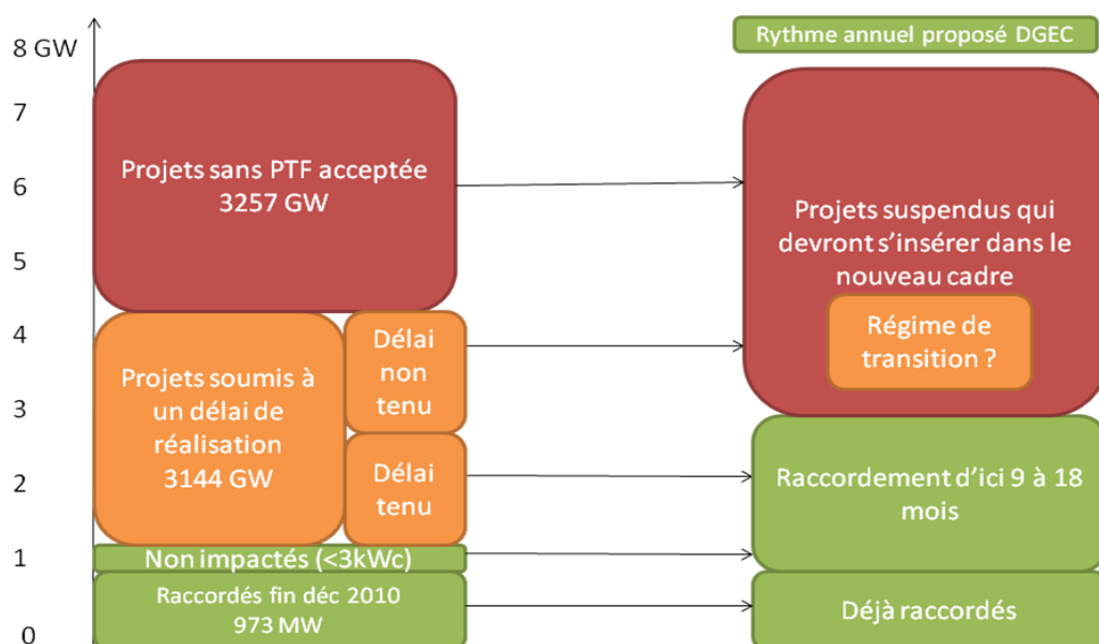 8 GW
7
6
5
4
3
2
1
0
Projets sans PTF acceptée
3257 GW
Projets soumis à
un délai de
réalisation
3144 GW
Délai
non
tenu
Délai
tenu
Non impactés (<3kWc)
Raccordés fin déc 2010
973 MW
Rythme annuel proposé DGEC
Projets suspendus qui
devront s’insérer dans le
nouveau cadre
Régime de
transition ?
Raccordement d’ici 9 à 18
mois
Déjà raccordés